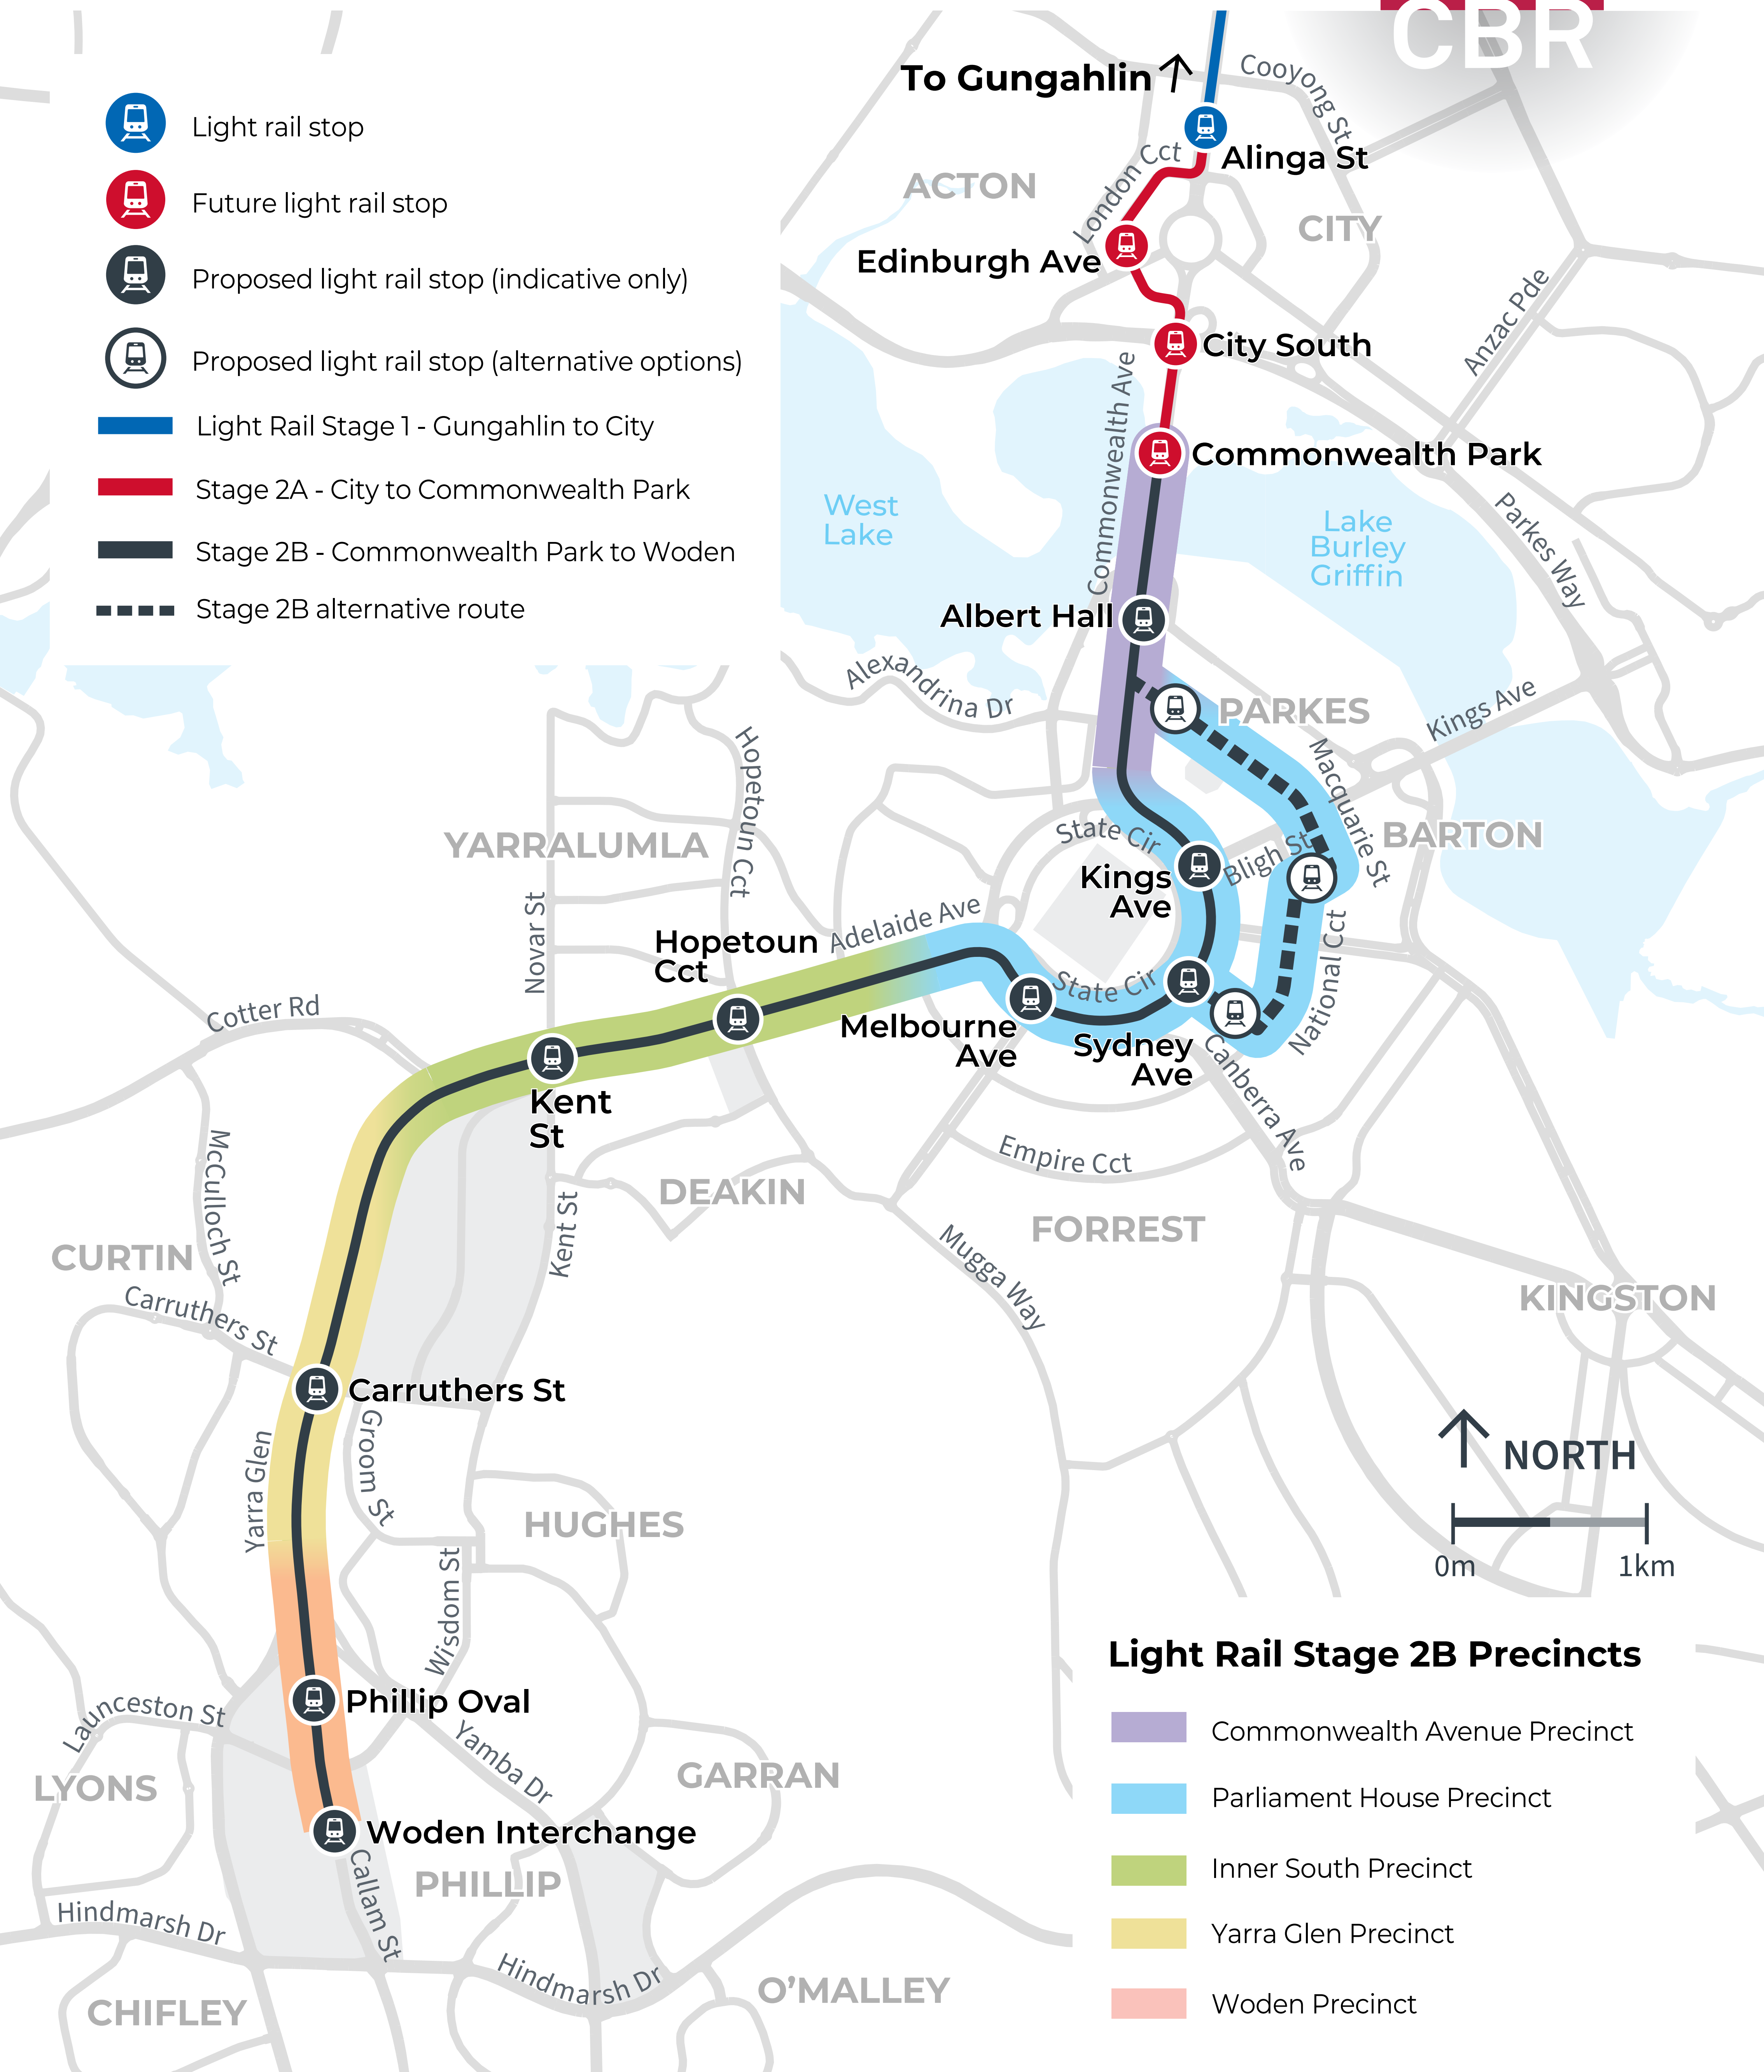 CBR
To Gungahlin
Cooyong St
Light rail stop
Alinga St
London Cct
ACTON
Future light rail stop
CITY
Edinburgh Ave
Proposed light rail stop (indicative only)
Anzac Pde
City South
Proposed light rail stop (alternative options)
Commonwealth Ave
Light Rail Stage 1 - Gungahlin to City
Commonwealth Park
Stage 2A - City to Commonwealth Park
West
Lake
Lake
Burley
Griffin
Parkes Way
Stage 2B - Commonwealth Park to Woden
Stage 2B alternative route
Albert Hall
Alexandrina Dr
PARKES
Kings Ave
Hopetoun Cct
Macquarie St
YARRALUMLA
State Cir
BARTON
Bligh St
Kings
Ave
Novar St
Adelaide Ave
Hopetoun
Cct
National Cct
State Cir
Cotter Rd
Melbourne
Ave
Sydney
Ave
Canberra Ave
Kent
St
McCulloch St
Empire Cct
DEAKIN
FORREST
Kent St
CURTIN
Mugga Way
KINGSTON
Carruthers St
Carruthers St
Groom St
Yarra Glen
NORTH
0m
1km
HUGHES
Wisdom St
Light Rail Stage 2B Precincts
Phillip Oval
Launceston St
Yamba Dr
Commonwealth Avenue Precinct
GARRAN
LYONS
Parliament House Precinct
Woden Interchange
Callam St
Inner South Precinct
PHILLIP
Hindmarsh Dr
Yarra Glen Precinct
Hindmarsh Dr
O'MALLEY
CHIFLEY
Woden Precinct